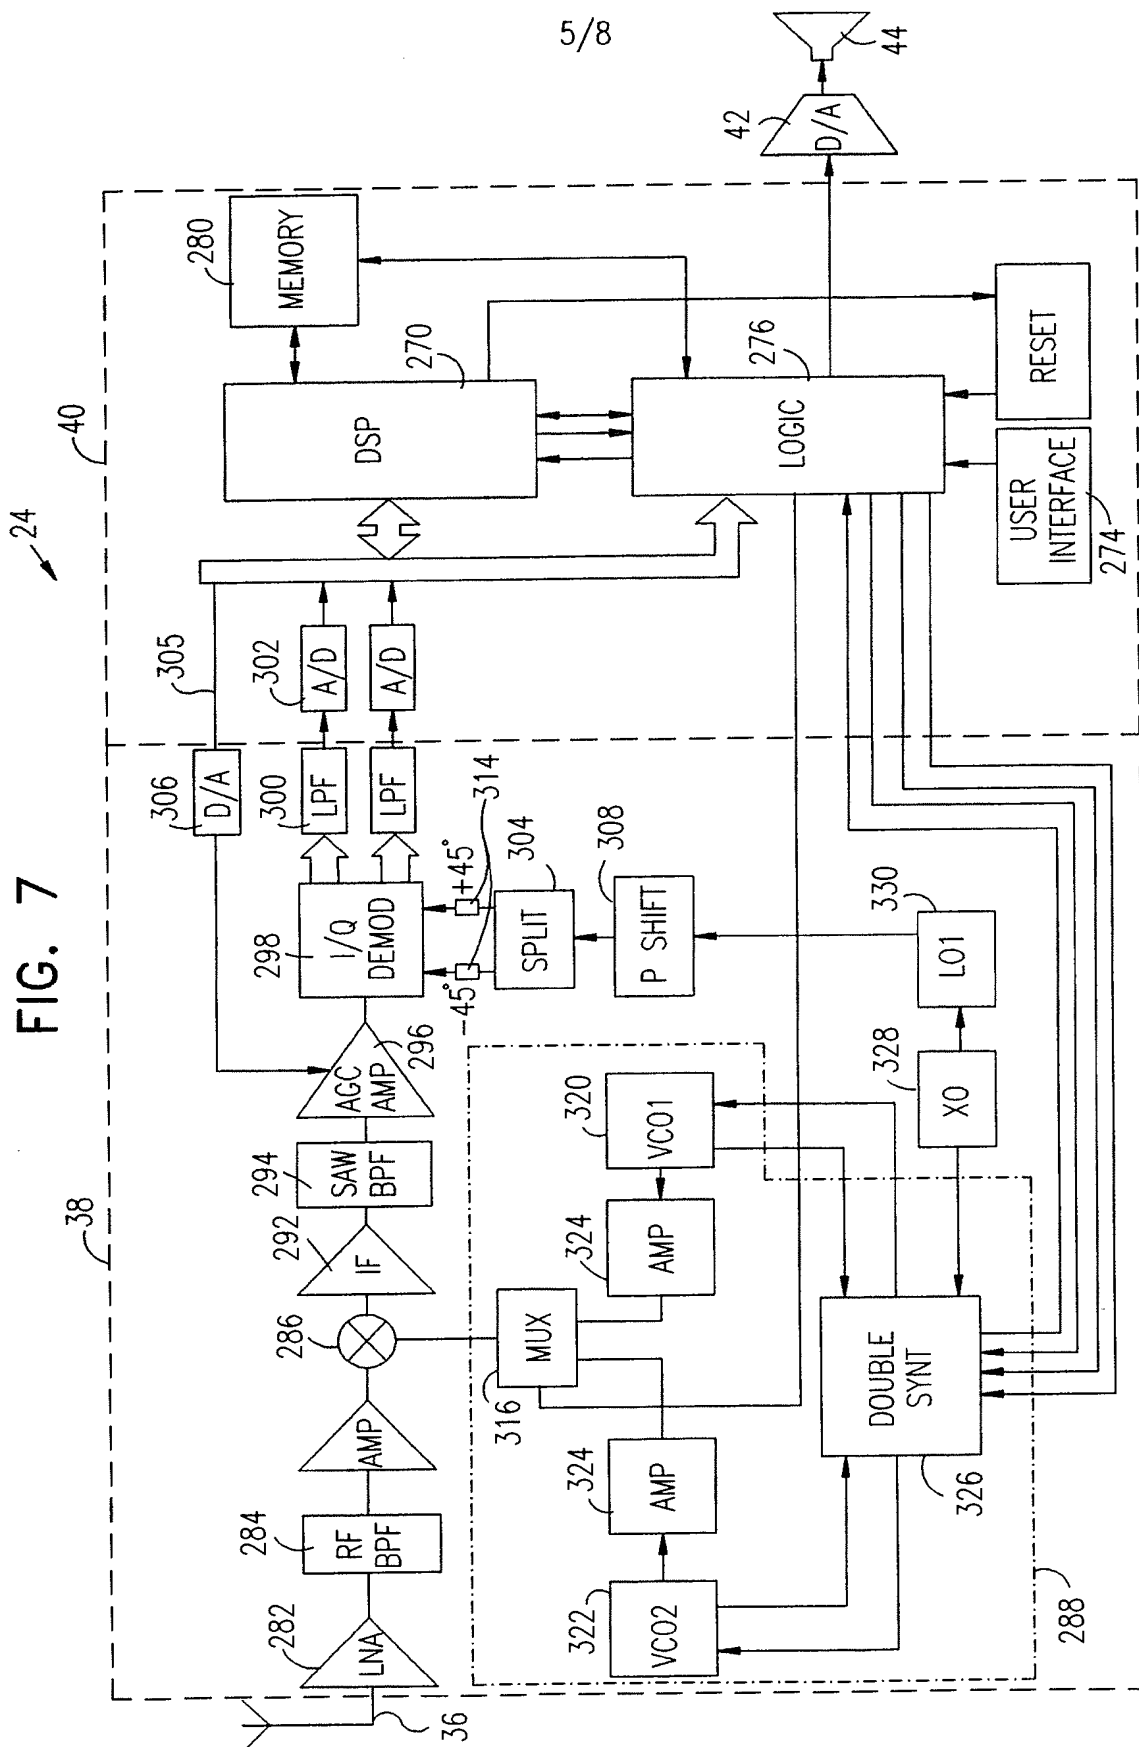 5/8
FIG. 7
24
38
40
36
282
LNA
284
RF
BPF
AMP
286
292
IF
294
SAW
BPF
296
AGC
AMP
298
I/Q
DEMOD
300
LPF
LPF
302
A/D
A/D
305
306
D/A
-45°
+45°
314
304
SPLIT
308
P SHIFT
316
MUX
320
VCO1
324
AMP
324
AMP
322
VCO2
326
DOUBLE
SYNT
288
328
XO
330
LO1
280
MEMORY
270
DSP
276
LOGIC
RESET
USER
INTERFACE
274
42
D/A
44